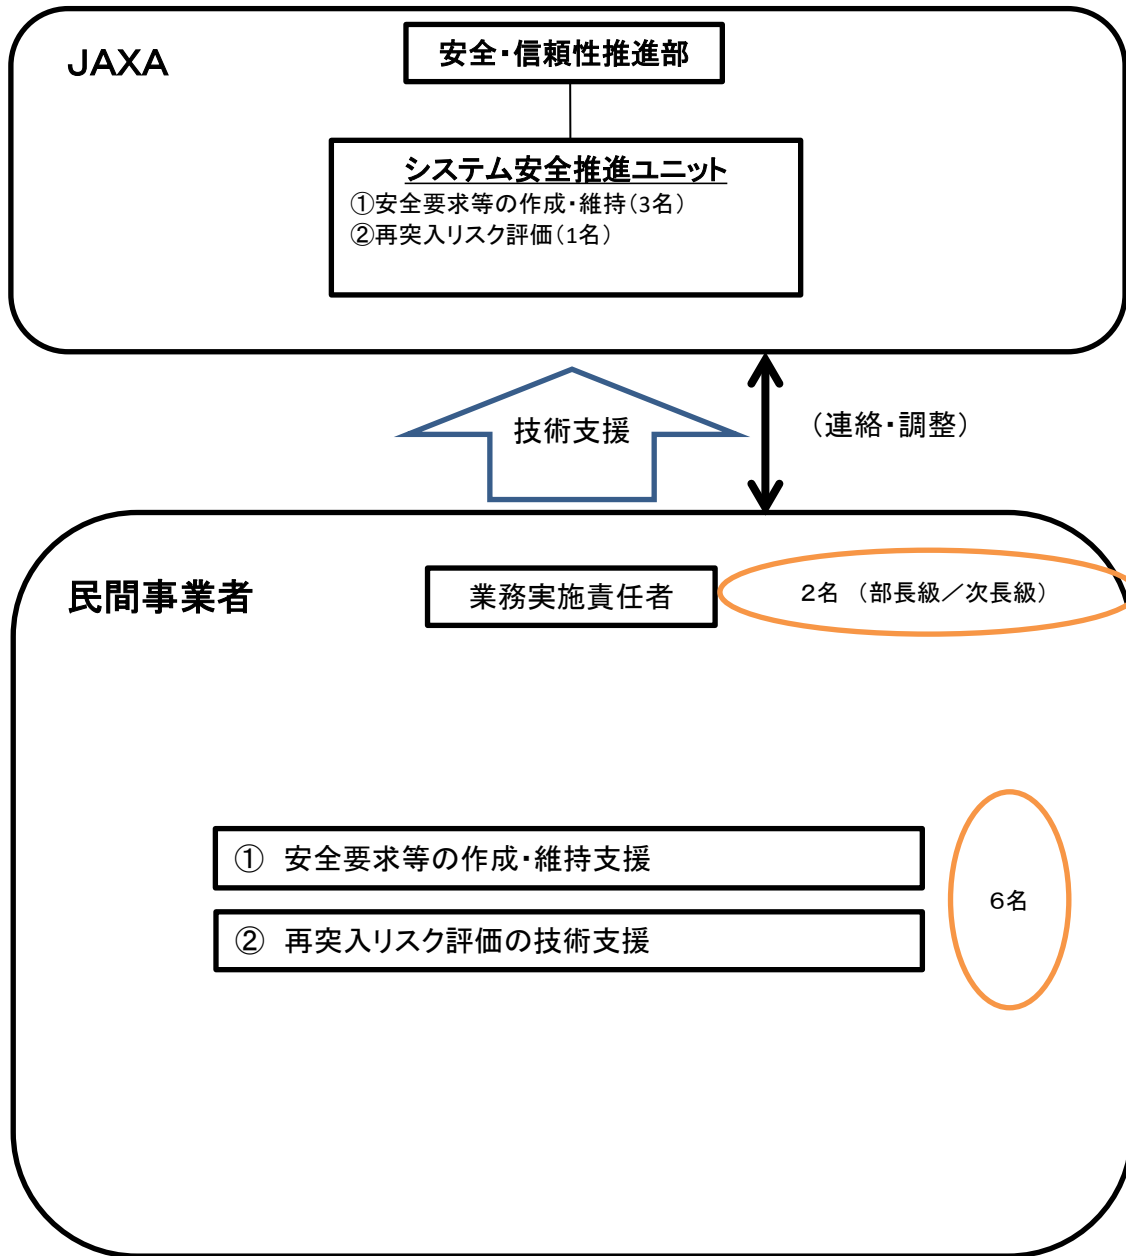 JAXA
安全・信頼性推進部
システム安全推進ユニット
①安全要求等の作成・維持（3名）
②再突入リスク評価（1名）
技術支援
（連絡・調整）
民間事業者
業務実施責任者
２名　（部長級／次長級）
①　安全要求等の作成・維持支援
②　再突入リスク評価の技術支援
６名